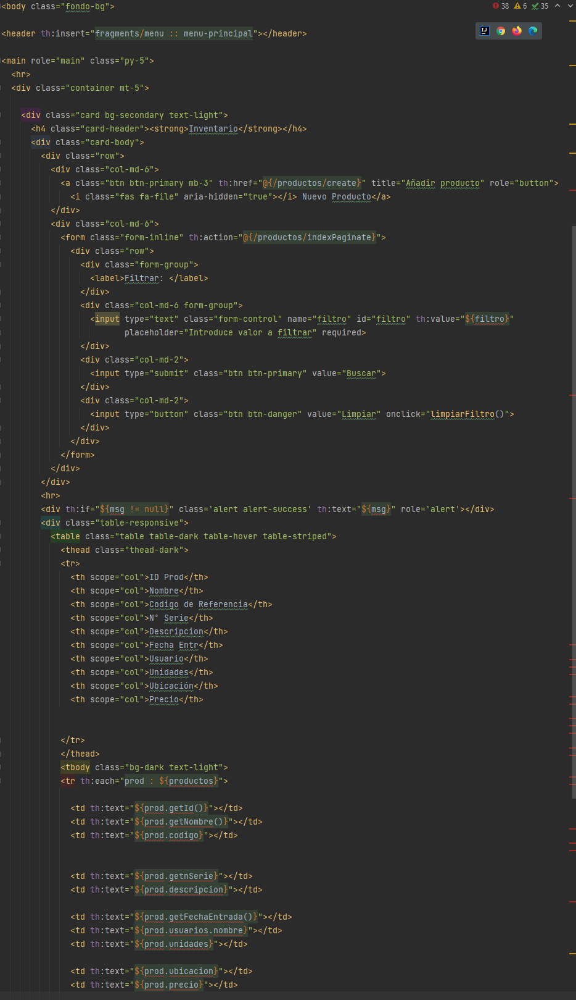 <body class="fondo-bg">
38 6 35
<header th:insert="fragments/menu :: menu-principal"></header>
<main role="main" class="py-5">
<hr>
<div class="container mt-5">
<div class="card bg-secondary text-light">
<h4 class="card-header"><strong>Inventario</strong></h4>
<div class="card-body">
<div class="row">
<div class="col-md-6">
<a class="btn btn-primary mb-3" th:href="@{/productos/create}" title="Añadir producto" role="button">
<i class="fas fa-file" aria-hidden="true"></i> Nuevo Producto</a>
</div>
<div class="col-md-6">
<form class="form-inline" th:action="@{/productos/indexPaginate}">
<div class="row">
<div class="form-group">
<label>Filtrar: </label>
</div>
<div class="col-md-6 form-group">
<input type="text" class="form-control" name="filtro" id="filtro" th:value="${filtro}"
placeholder="Introduce valor a filtrar" required>
</div>
<div class="col-md-2">
<input type="submit" class="btn btn-primary" value="Buscar">
</div>
<div class="col-md-2">
<input type="button" class="btn btn-danger" value="Limpiar" onclick="limpiarFiltro()">
</div>
</div>
</form>
</div>
</div>
<hr>
<div th:if="${msg != null}" class='alert alert-success' th:text="${msg}" role='alert'></div>
<div class="table-responsive">
<table class="table table-dark table-hover table-striped">
<thead class="thead-dark">
<tr>
<th scope="col">ID Prod</th>
<th scope="col">Nombre</th>
<th scope="col">Codigo de Referencia</th>
<th scope="col">N° Serie</th>
<th scope="col">Descripcion</th>
<th scope="col">Fecha Entr</th>
<th scope="col">Usuario</th>
<th scope="col">Unidades</th>
<th scope="col">Ubicación</th>
<th scope="col">Precio</th>
</tr>
</thead>
<tbody class="bg-dark text-light">
<tr th:each="prod : ${productos}">
<td th:text="${prod.getId()}"></td>
<td th:text="${prod.getNombre()}"></td>
<td th:text="${prod.codigo}"></td>
<td th:text="${prod.getnSerie}"></td>
<td th:text="${prod.descripcion}"></td>
<td th:text="${prod.getFechaEntrada()}"></td>
<td th:text="${prod.usuarios.nombre}"></td>
<td th:text="${prod.unidades}"></td>
<td th:text="${prod.ubicacion}"></td>
<td th:text="${prod.precio}"></td>